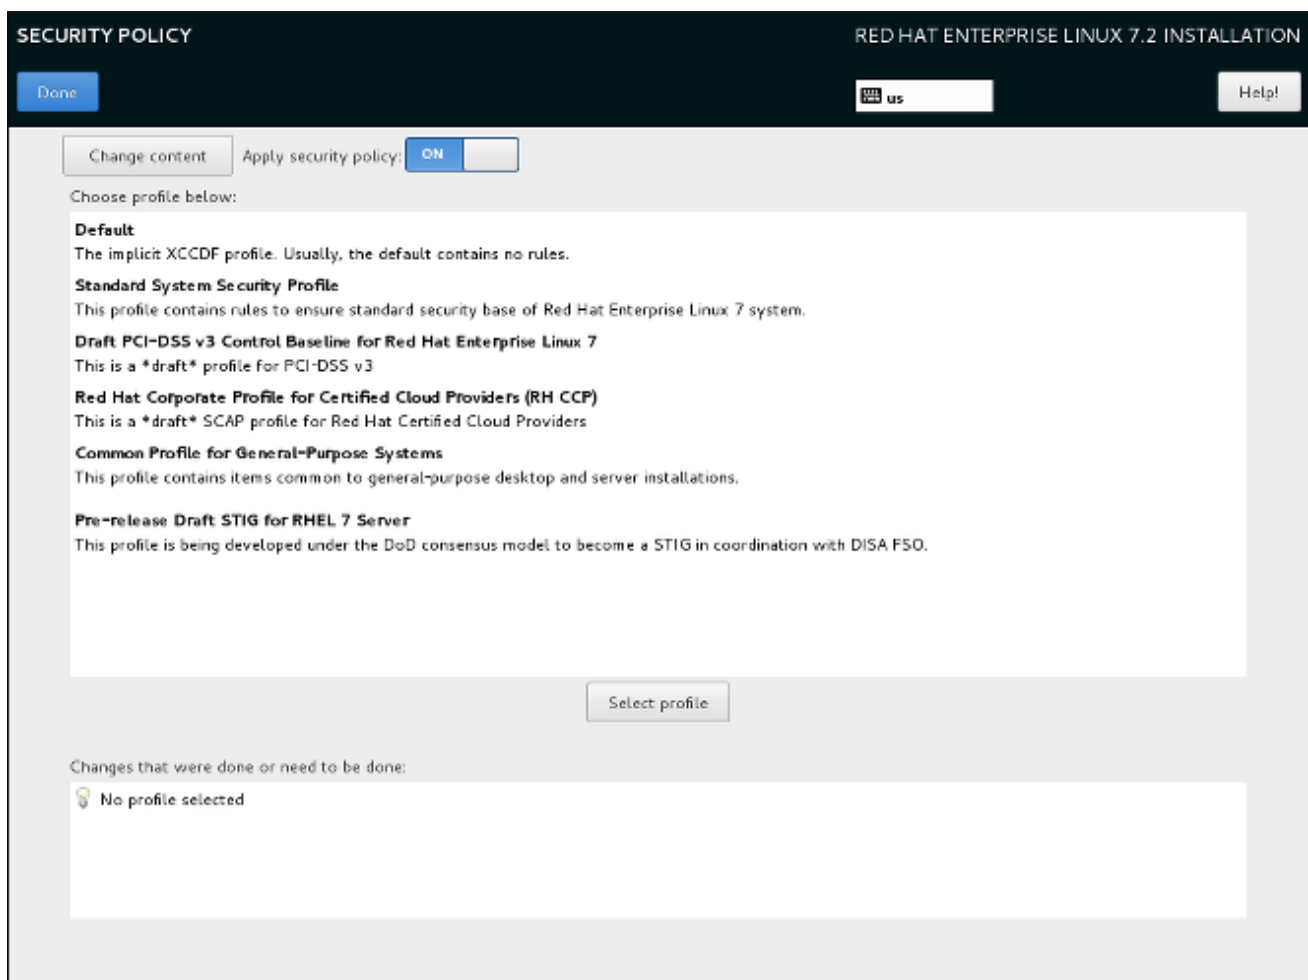 SECURITY POLICY
RED HAT ENTERPRISE LINUX 7.2 INSTALLATION
Done
us
Help!
Change content
Apply security policy:
ON
Choose profile below:
Default
The implicit XCCDF profile. Usually, the default contains no rules.
Standard System Security Profile
This profile contains rules to ensure standard security base of Red Hat Enterprise Linux 7 system.
Draft PCI-DSS v3 Control Baseline for Red Hat Enterprise Linux 7
This is a *draft* profile for PCI-DSS v3
Red Hat Corporate Profile for Certified Cloud Providers (RH CCP)
This is a *draft* SCAP profile for Red Hat Certified Cloud Providers
Common Profile for General-Purpose Systems
This profile contains items common to general-purpose desktop and server installations.
Pre-release Draft STIG for RHEL 7 Server
This profile is being developed under the DoD consensus model to become a STIG in coordination with DISA FSO.
Select profile
Changes that were done or need to be done:
No profile selected